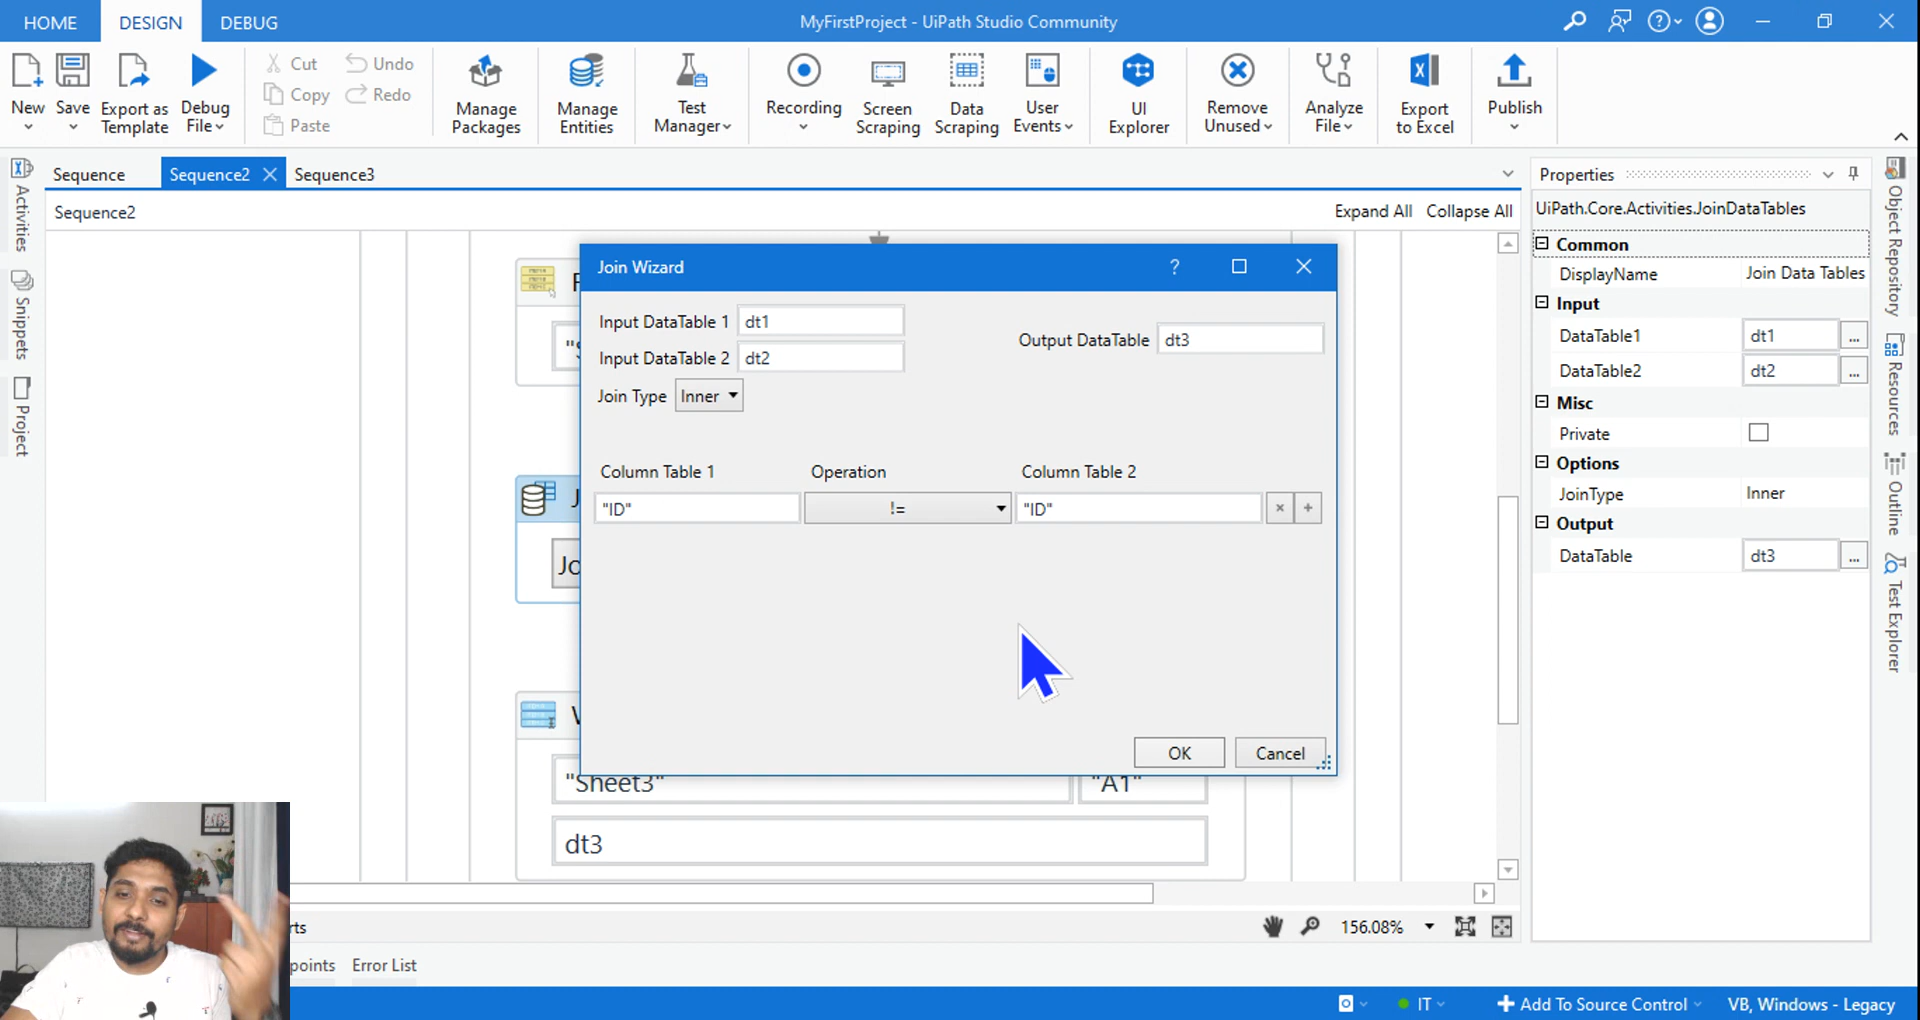 HOME DESIGN DEBUG
MyFirstProject - UiPath Studio Community
New
Save
Export as
Template
Debug
File
Cut
Copy
Paste
Undo
Redo
Manage
Packages
Manage
Entities
Test
Manager
Recording
Screen
Scraping
Data
Scraping
User
Events
UI
Explorer
Remove
Unused
Analyze
File
Export
to Excel
Publish
Activities
Snippets
Project
Sequence Sequence2 Sequence3
Sequence2
Expand All Collapse All
Join Wizard
?
Input DataTable 1 dt1
Input DataTable 2 dt2
Output DataTable dt3
Join Type Inner
Column Table 1 Operation Column Table 2
"ID" != "ID"
OK Cancel
Jo
"Sheet3" "A1"
dt3
rts
156.08%
points Error List
Properties
UiPath.Core.Activities.JoinDataTables
Common
DisplayName Join Data Tables
Input
DataTable1 dt1 ...
DataTable2 dt2 ...
Misc
Private
Options
JoinType Inner
Output
DataTable dt3 ...
Object Repository
Resources
Outline
Test Explorer
IT
Add To Source Control
VB, Windows - Legacy